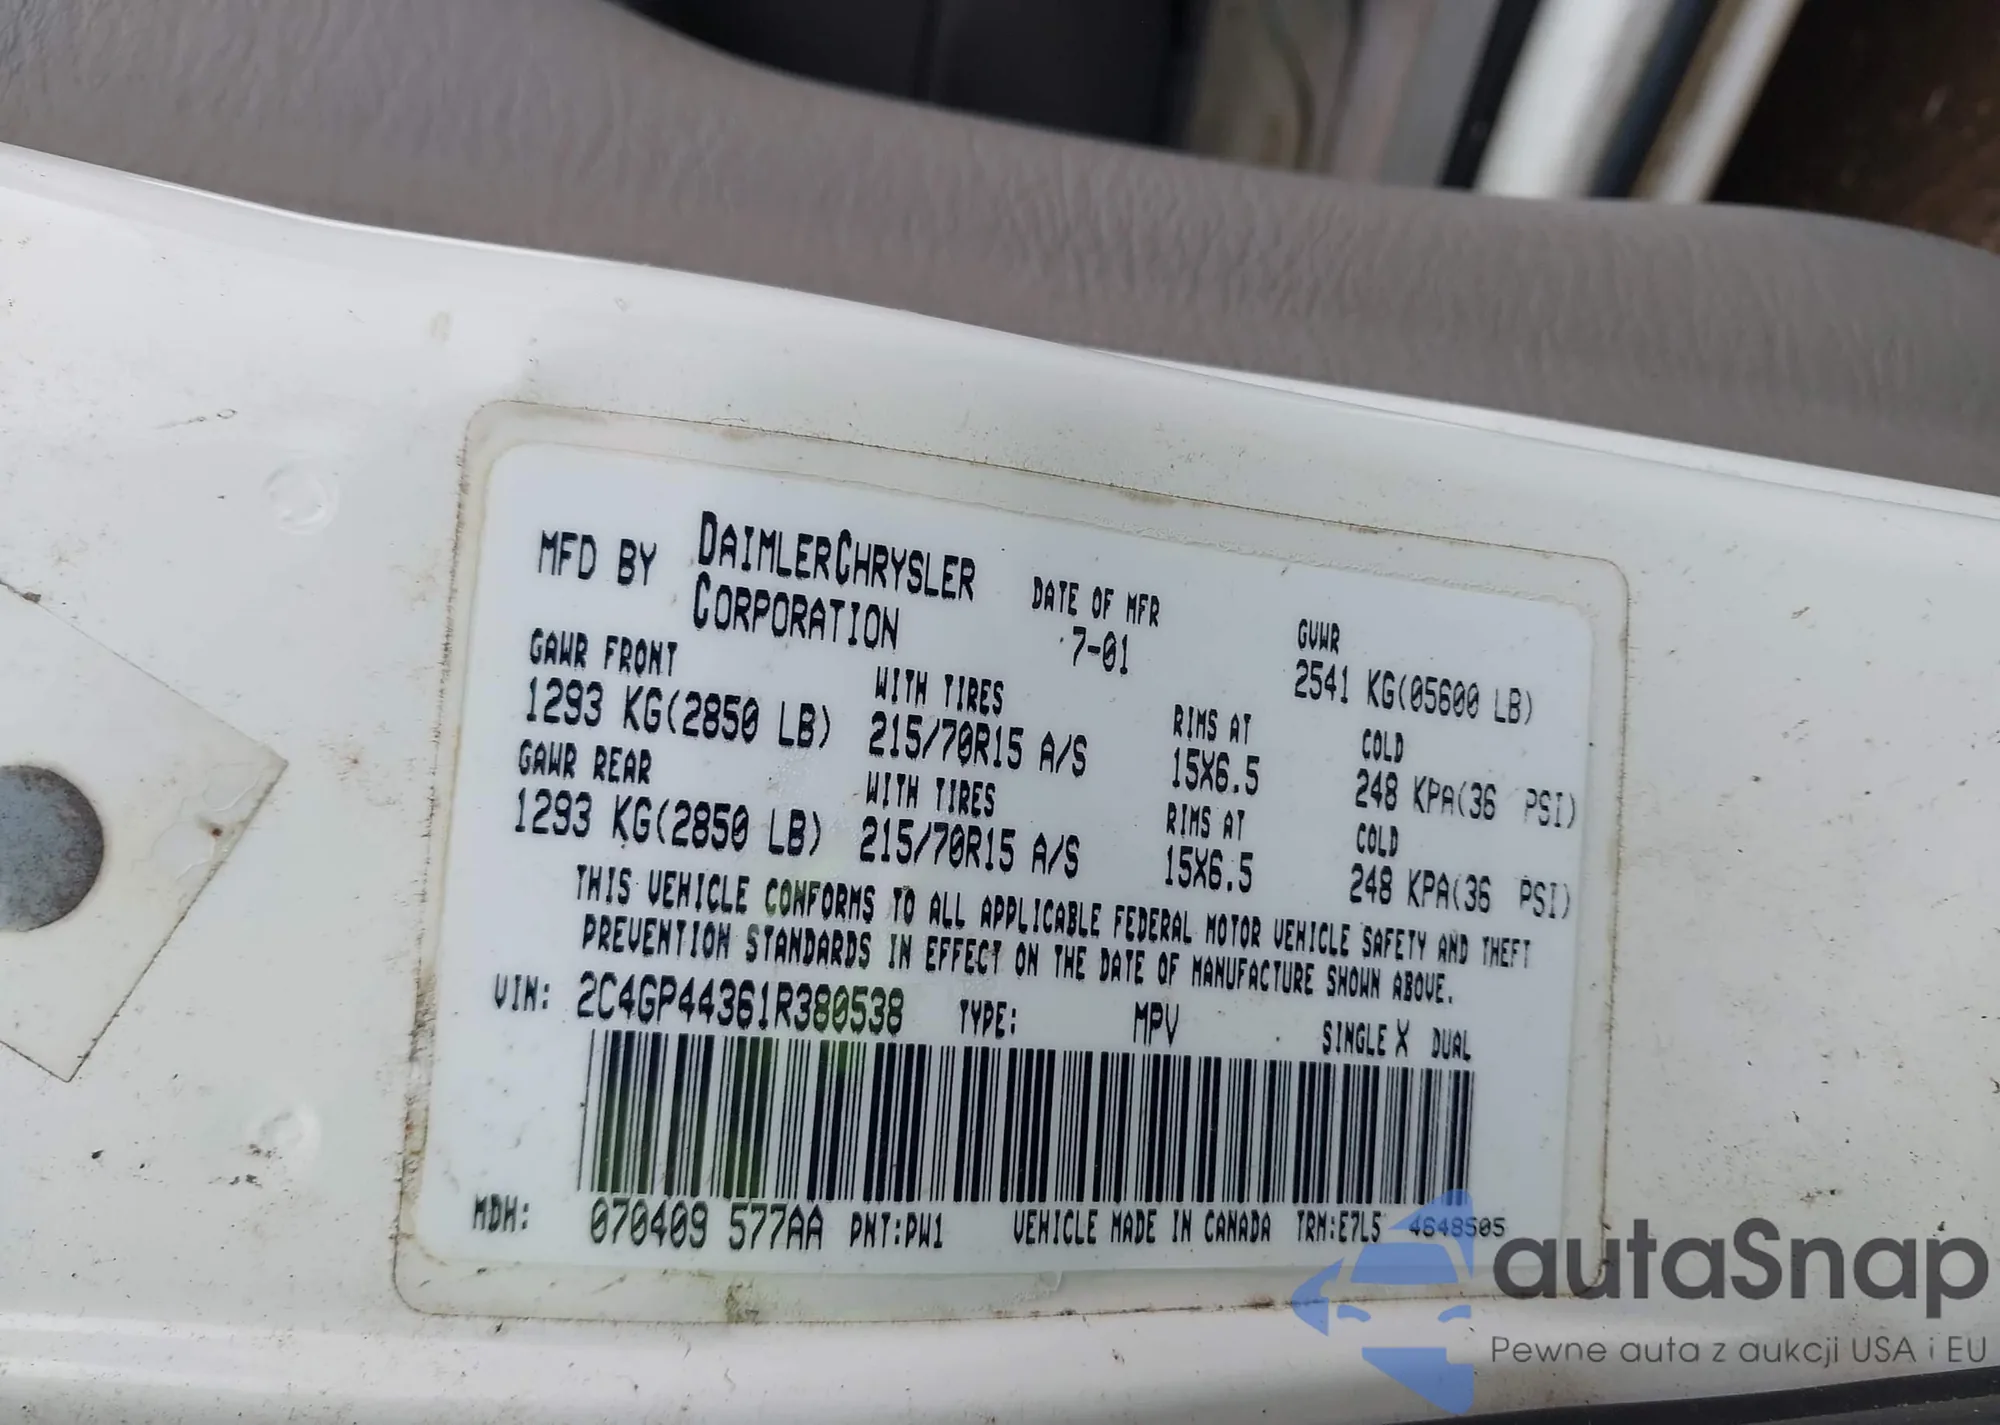 MFD BY DAIMLERCHRYSLER CORPORATION
DATE OF MFR
7-01
GVWR
2541 KG(05600 LB)
GAWR FRONT WITH TIRES RIMS AT COLD
1293 KG(2850 LB) 215/70R15 A/S 15X6.5 248 KPA(36 PSI)
GAWR REAR WITH TIRES RIMS AT COLD
1293 KG(2850 LB) 215/70R15 A/S 15X6.5 248 KPA(36 PSI)
THIS VEHICLE CONFORMS TO ALL APPLICABLE FEDERAL MOTOR VEHICLE SAFETY AND THEFT
PREVENTION STANDARDS IN EFFECT ON THE DATE OF MANUFACTURE SHOWN ABOVE.
VIN: 2C4GP44361R380538 TYPE: MPV SINGLE X DUAL
MDH: 070409 577AA PNT:PW1 VEHICLE MADE IN CANADA TRM:E7L5 4648505
autaSnap
Pewne auta z aukcji USA i EU